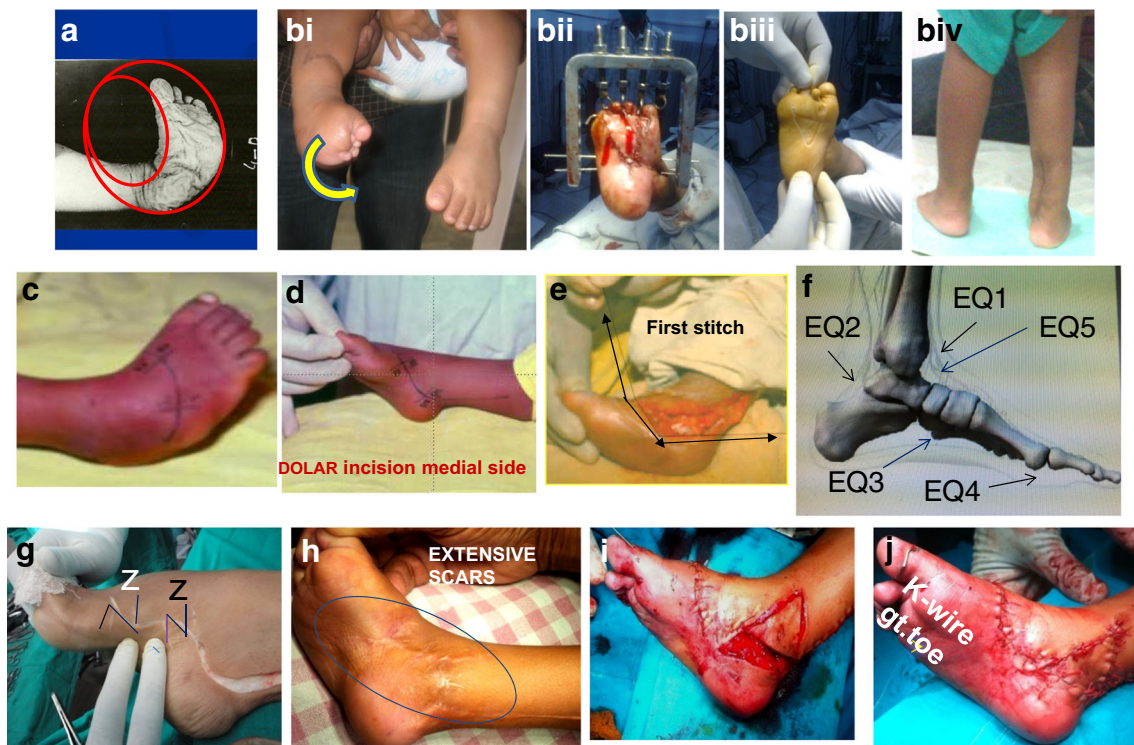 a
bi
bii
biii
biv
c
d
DOLAR incision medial side
e
First stitch
f
EQ1
EQ2
EQ5
EQ3
EQ4
g
Z
Z
h
EXTENSIVE
SCARS
i
j
K-wire
gt.toe